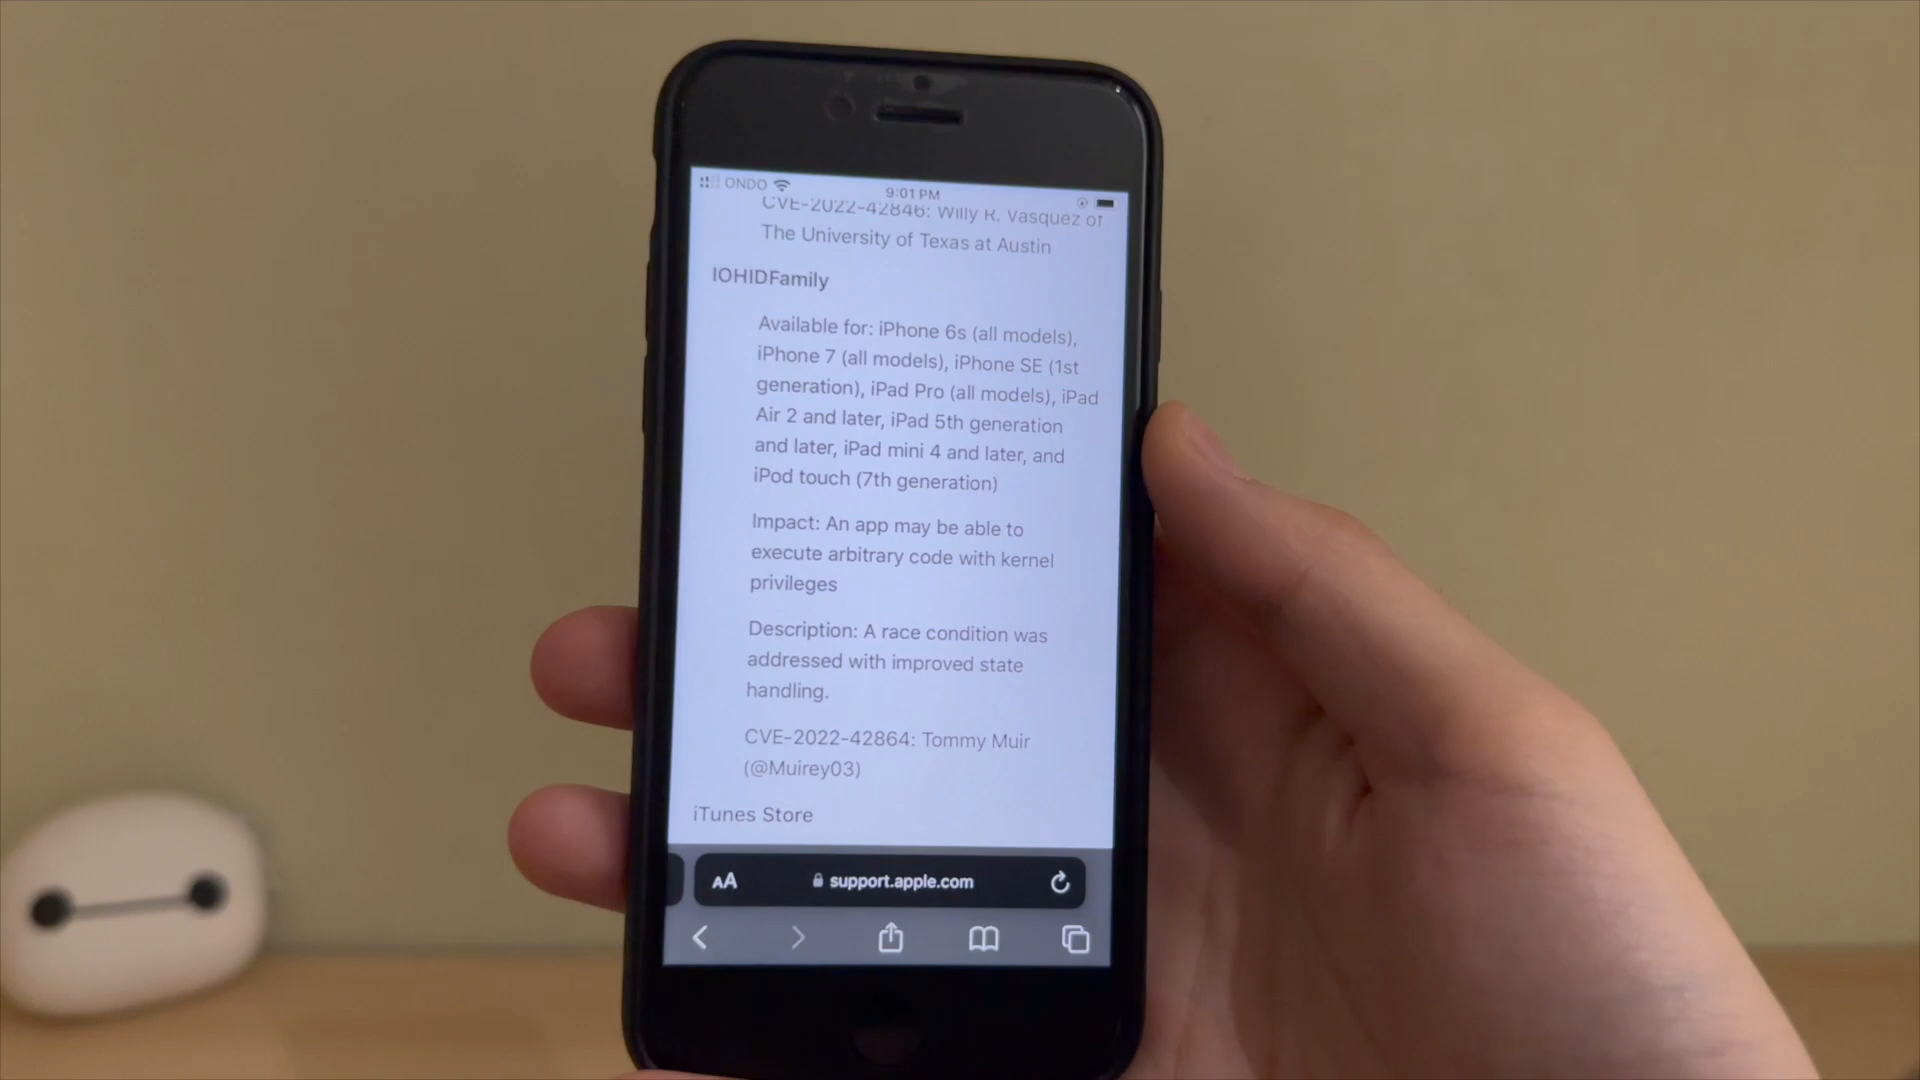 ONDO
9:01 PM
CVE-2022-42846: Willy R. Vasquez of
The University of Texas at Austin
IOHIDFamily
Available for: iPhone 6s (all models),
iPhone 7 (all models), iPhone SE (1st
generation), iPad Pro (all models), iPad
Air 2 and later, iPad 5th generation
and later, iPad mini 4 and later, and
iPod touch (7th generation)
Impact: An app may be able to
execute arbitrary code with kernel
privileges
Description: A race condition was
addressed with improved state
handling.
CVE-2022-42864: Tommy Muir
(@Muirey03)
iTunes Store
AA
support.apple.com